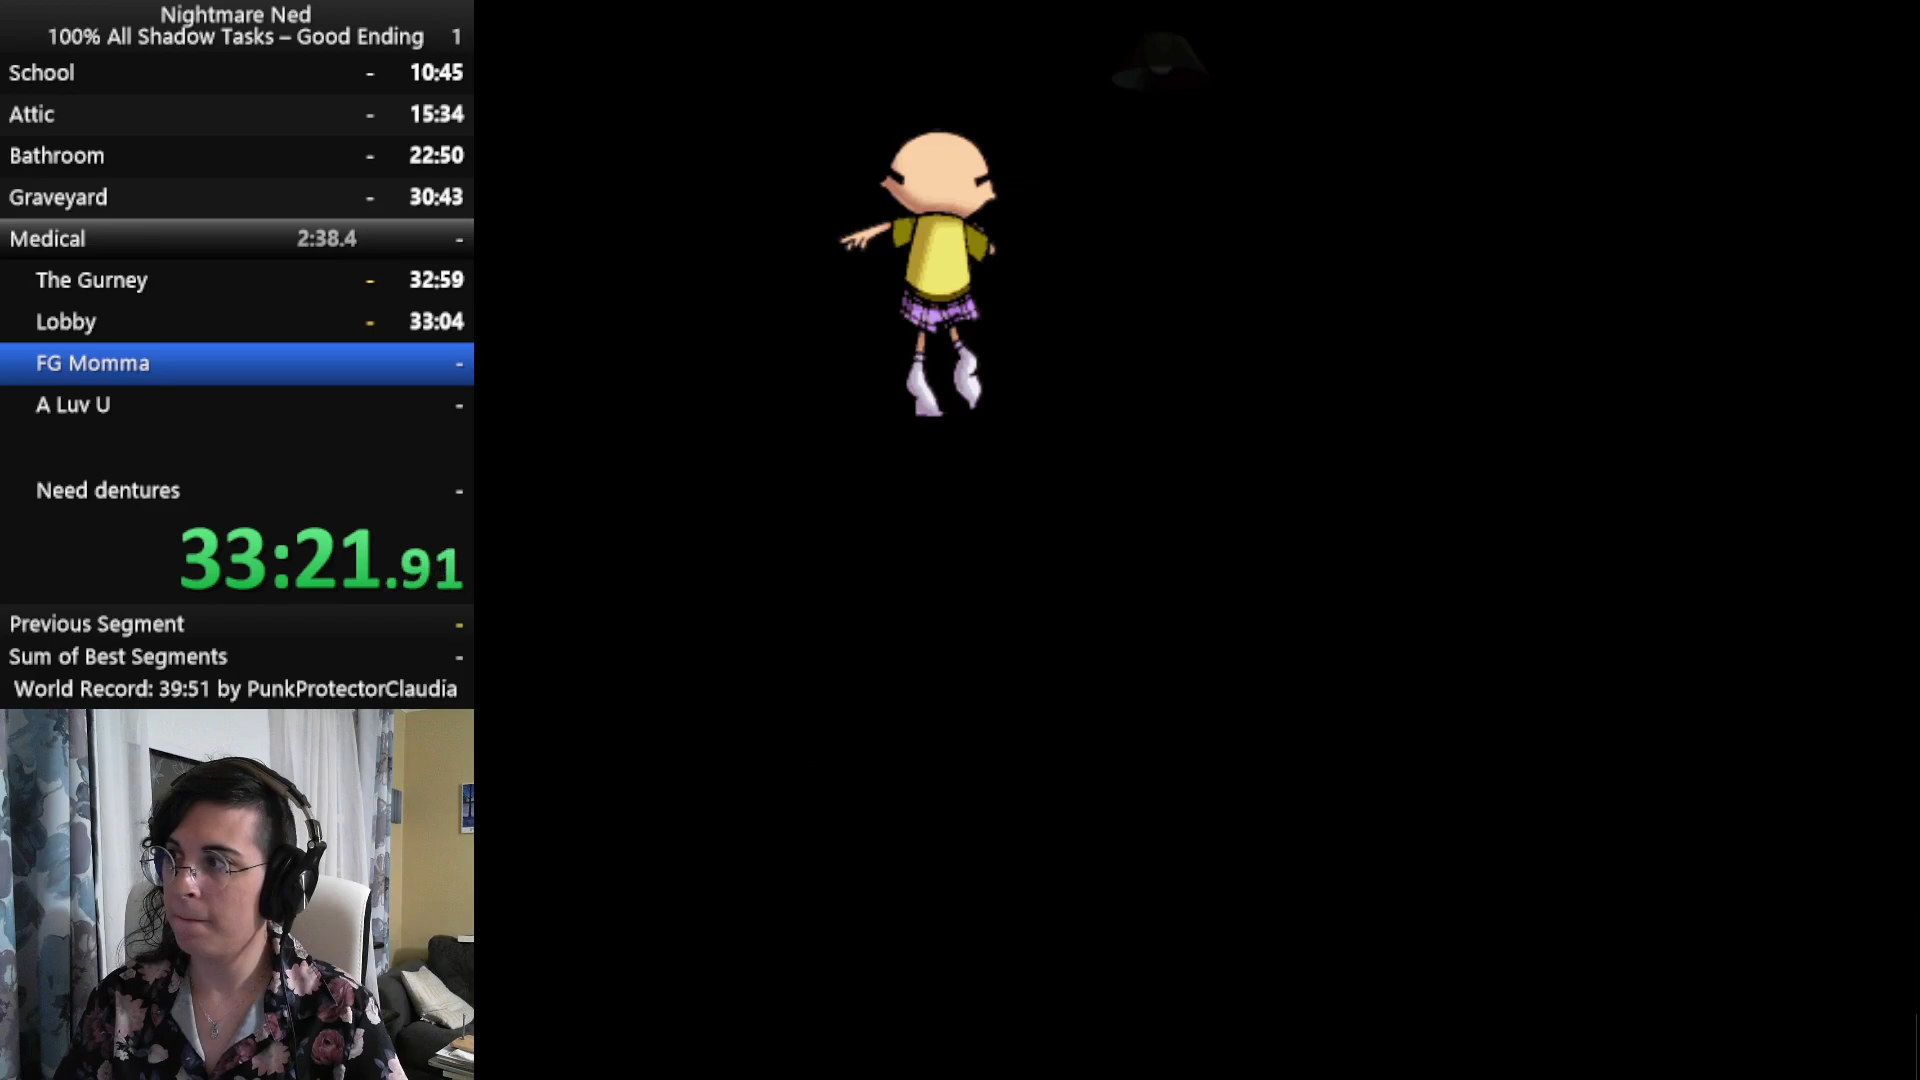 Nightmare Ned
100% All Shadow Tasks – Good Ending 1
School - 10:45
Attic - 15:34
Bathroom - 22:50
Graveyard - 30:43
Medical 2:38.4 -
The Gurney - 32:59
Lobby - 33:04
FG Momma -
A Luv U -
Need dentures -
33:21.91
Previous Segment -
Sum of Best Segments -
World Record: 39:51 by PunkProtectorClaudia